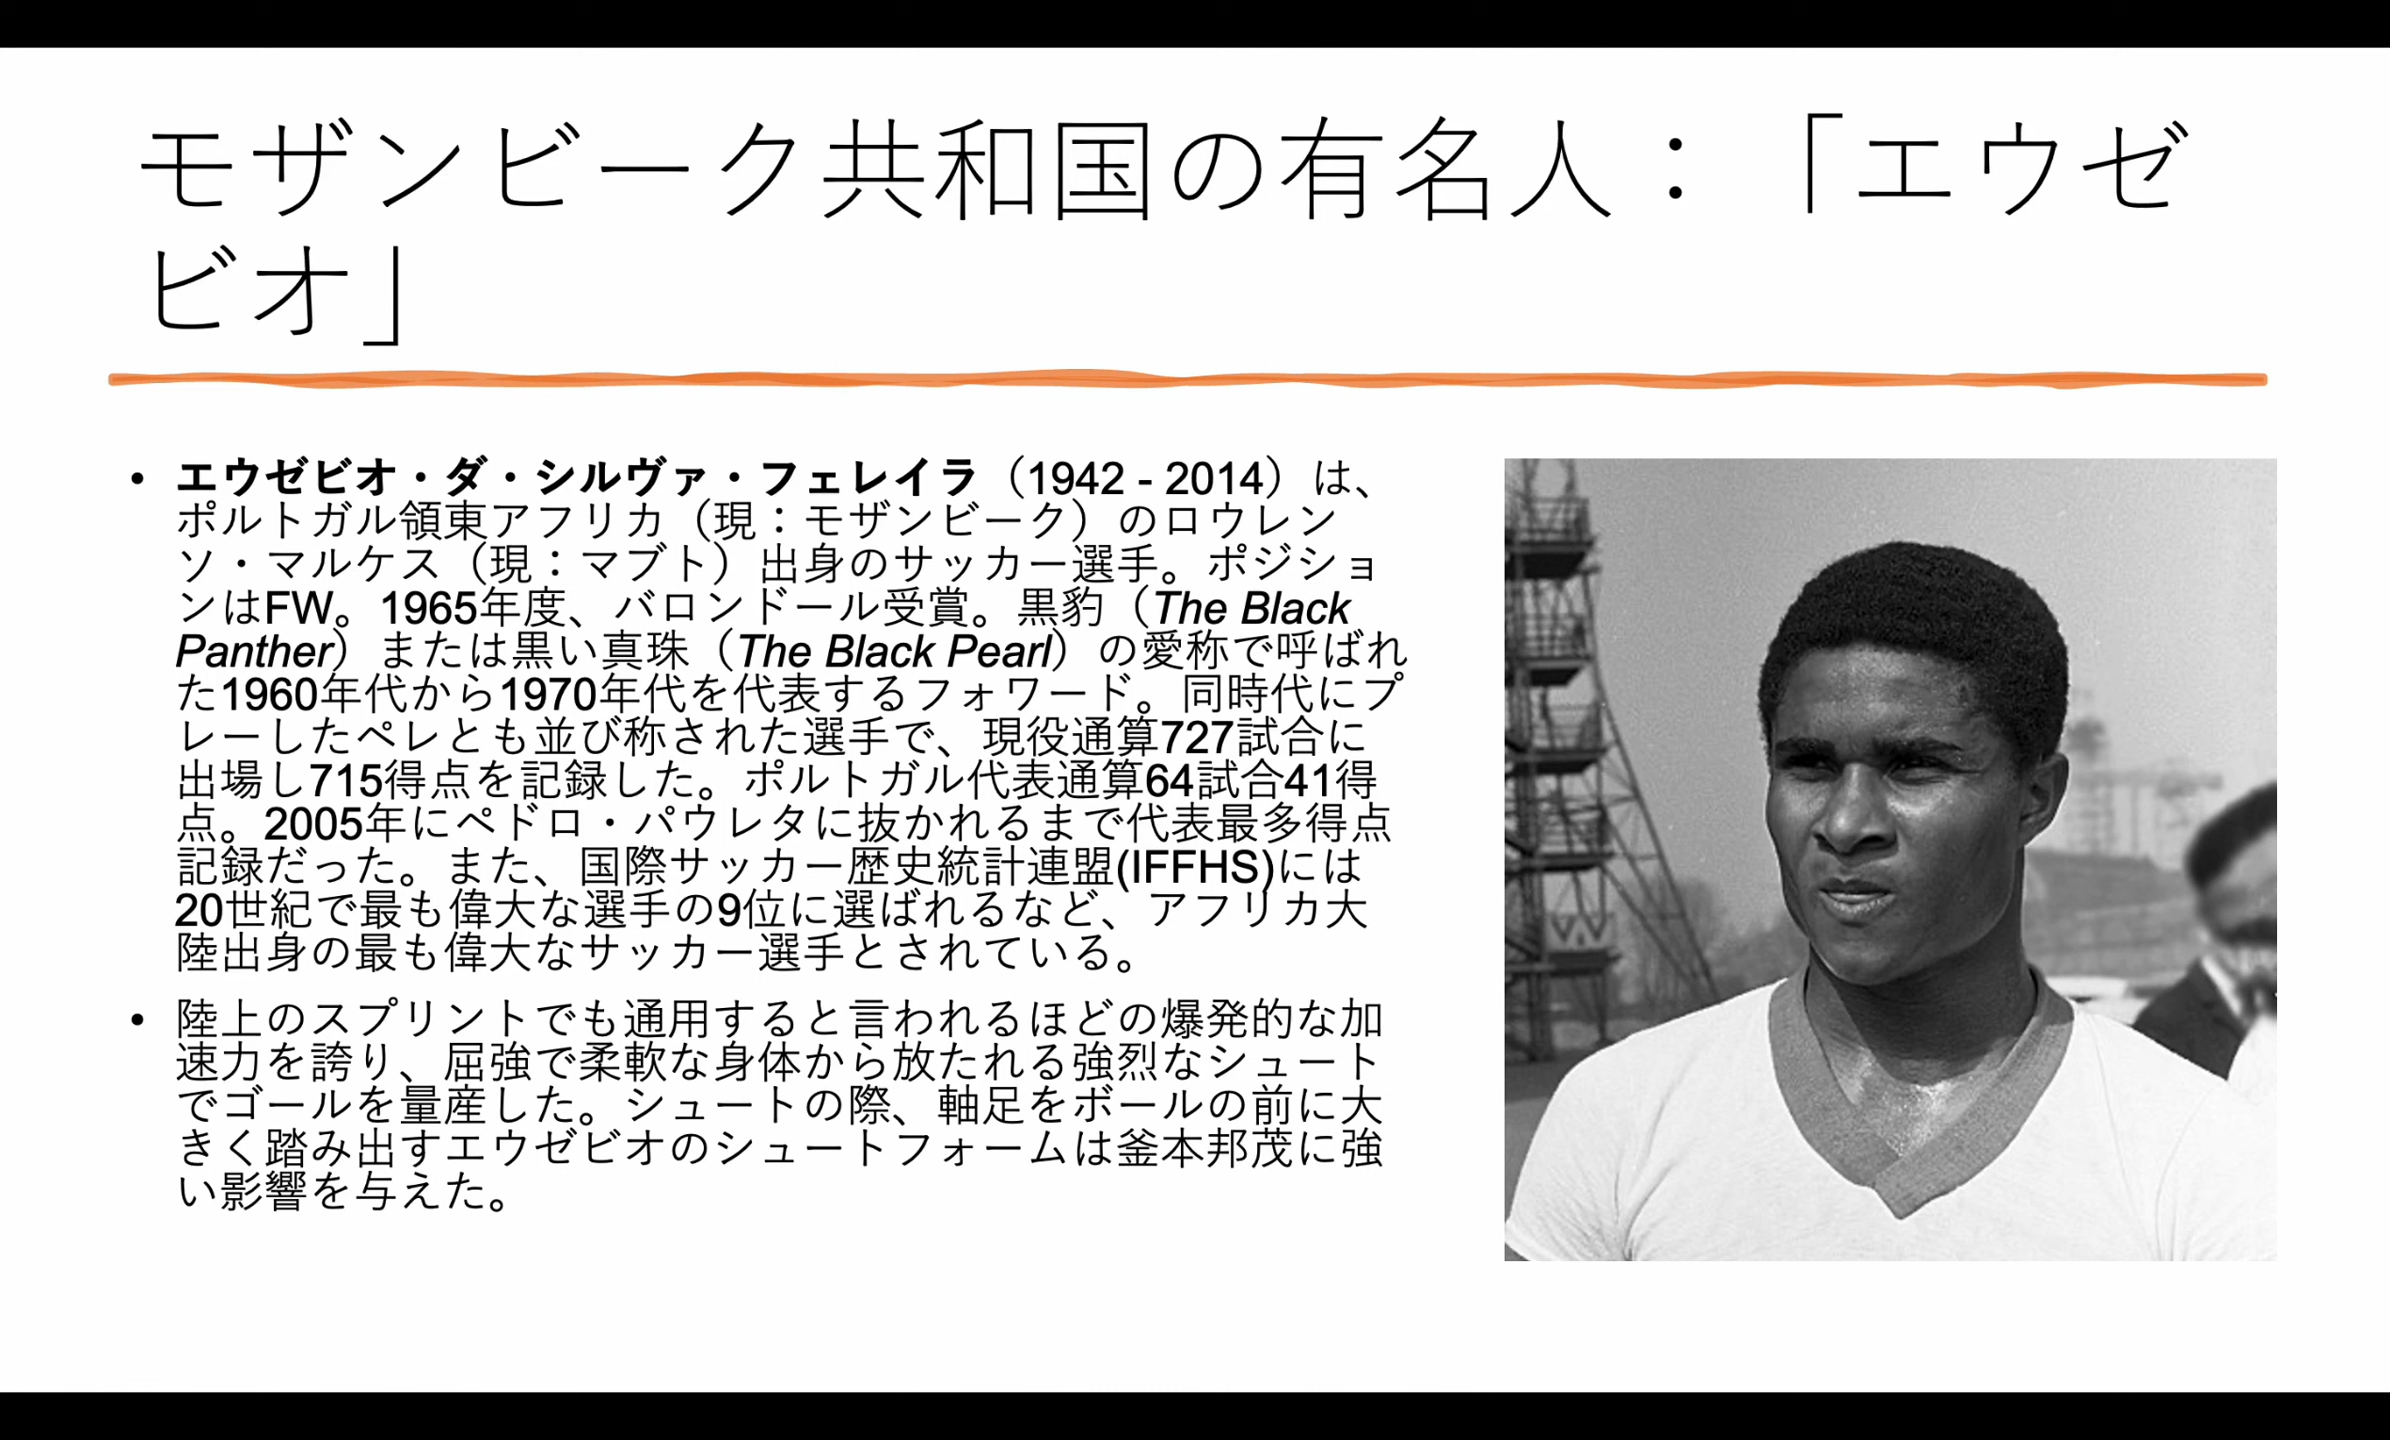 モザンビーク共和国の有名人：「エウゼ
ビオ」
• エウゼビオ・ダ・シルヴァ・フェレイラ（1942 - 2014）は、
ポルトガル領東アフリカ（現：モザンビーク）のロウレン
ソ・マルケス（現：マプト）出身のサッカー選手。ポジショ
ンはFW。1965年度、バロンドール受賞。黒豹（The Black
Panther）または黒い真珠（The Black Pearl）の愛称で呼ばれ
た1960年代から1970年代を代表するフォワード。同時代にプ
レーしたペレとも並び称された選手で、現役通算727試合に
出場し715得点を記録した。ポルトガル代表通算64試合41得
点。2005年にペドロ・パウレタに抜かれるまで代表最多得点
記録だった。また、国際サッカー歴史統計連盟(IFFHS)には
20世紀で最も偉大な選手の9位に選ばれるなど、アフリカ大
陸出身の最も偉大なサッカー選手とされている。
• 陸上のスプリントでも通用すると言われるほどの爆発的な加
速力を誇り、屈強で柔軟な身体から放たれる強烈なシュート
でゴールを量産した。シュートの際、軸足をボールの前に大
きく踏み出すエウゼビオのシュートフォームは釜本邦茂に強
い影響を与えた。